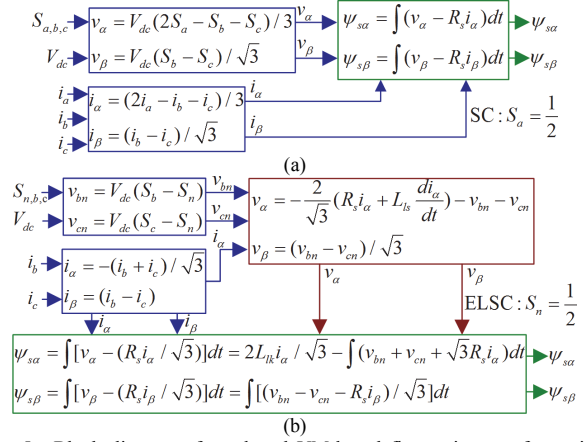 S_{a,b,c} v_α = V_{dc}(2S_a − S_b − S_c) / 3 v_α ψ_{sα} = ∫(v_α − R_s i_α)dt ψ_{sα}
V_{dc} v_β = V_{dc}(S_b − S_c) / √3 v_β ψ_{sβ} = ∫(v_β − R_s i_β)dt ψ_{sβ}
i_a i_α = (2i_a − i_b − i_c) / 3 i_α
i_b
i_c i_β = (i_b − i_c) / √3 i_β SC : S_a = 1/2
(a)
S_{n,b,c} v_{bn} = V_{dc}(S_b − S_n) v_{bn} v_α = −2/√3 (R_s i_α + L_{ls} di_α/dt) − v_{bn} − v_{cn}
V_{dc} v_{cn} = V_{dc}(S_c − S_n) v_{cn}
i_b i_α = −(i_b + i_c) / √3 i_α v_β = (v_{bn} − v_{cn}) / √3
i_c i_β = (i_b − i_c) v_α v_β ELSC : S_n = 1/2
i_α i_β
ψ_{sα} = ∫[v_α − (R_s i_α / √3)]dt = 2L_{lk} i_α / √3 − ∫(v_{bn} + v_{cn} + √3 R_s i_α)dt ψ_{sα}
ψ_{sβ} = ∫[v_β − (R_s i_β / √3)]dt = ∫[(v_{bn} − v_{cn} − R_s i_β) / √3]dt ψ_{sβ}
(b)